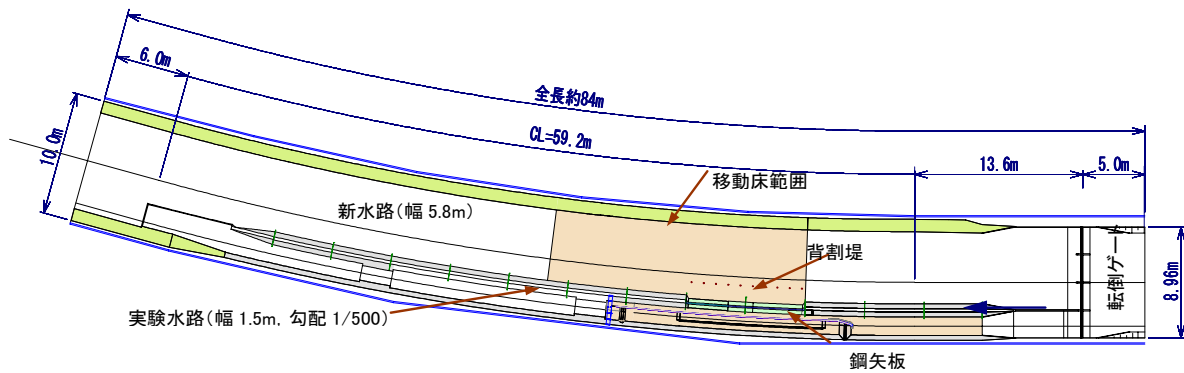 全長約84m
6.0m
CL=59.2m
10.0m
13.6m
5.0m
移動床範囲
新水路(幅 5.8m)
背割堤
転倒ゲート
8.96m
実験水路(幅 1.5m, 勾配 1/500)
鋼矢板